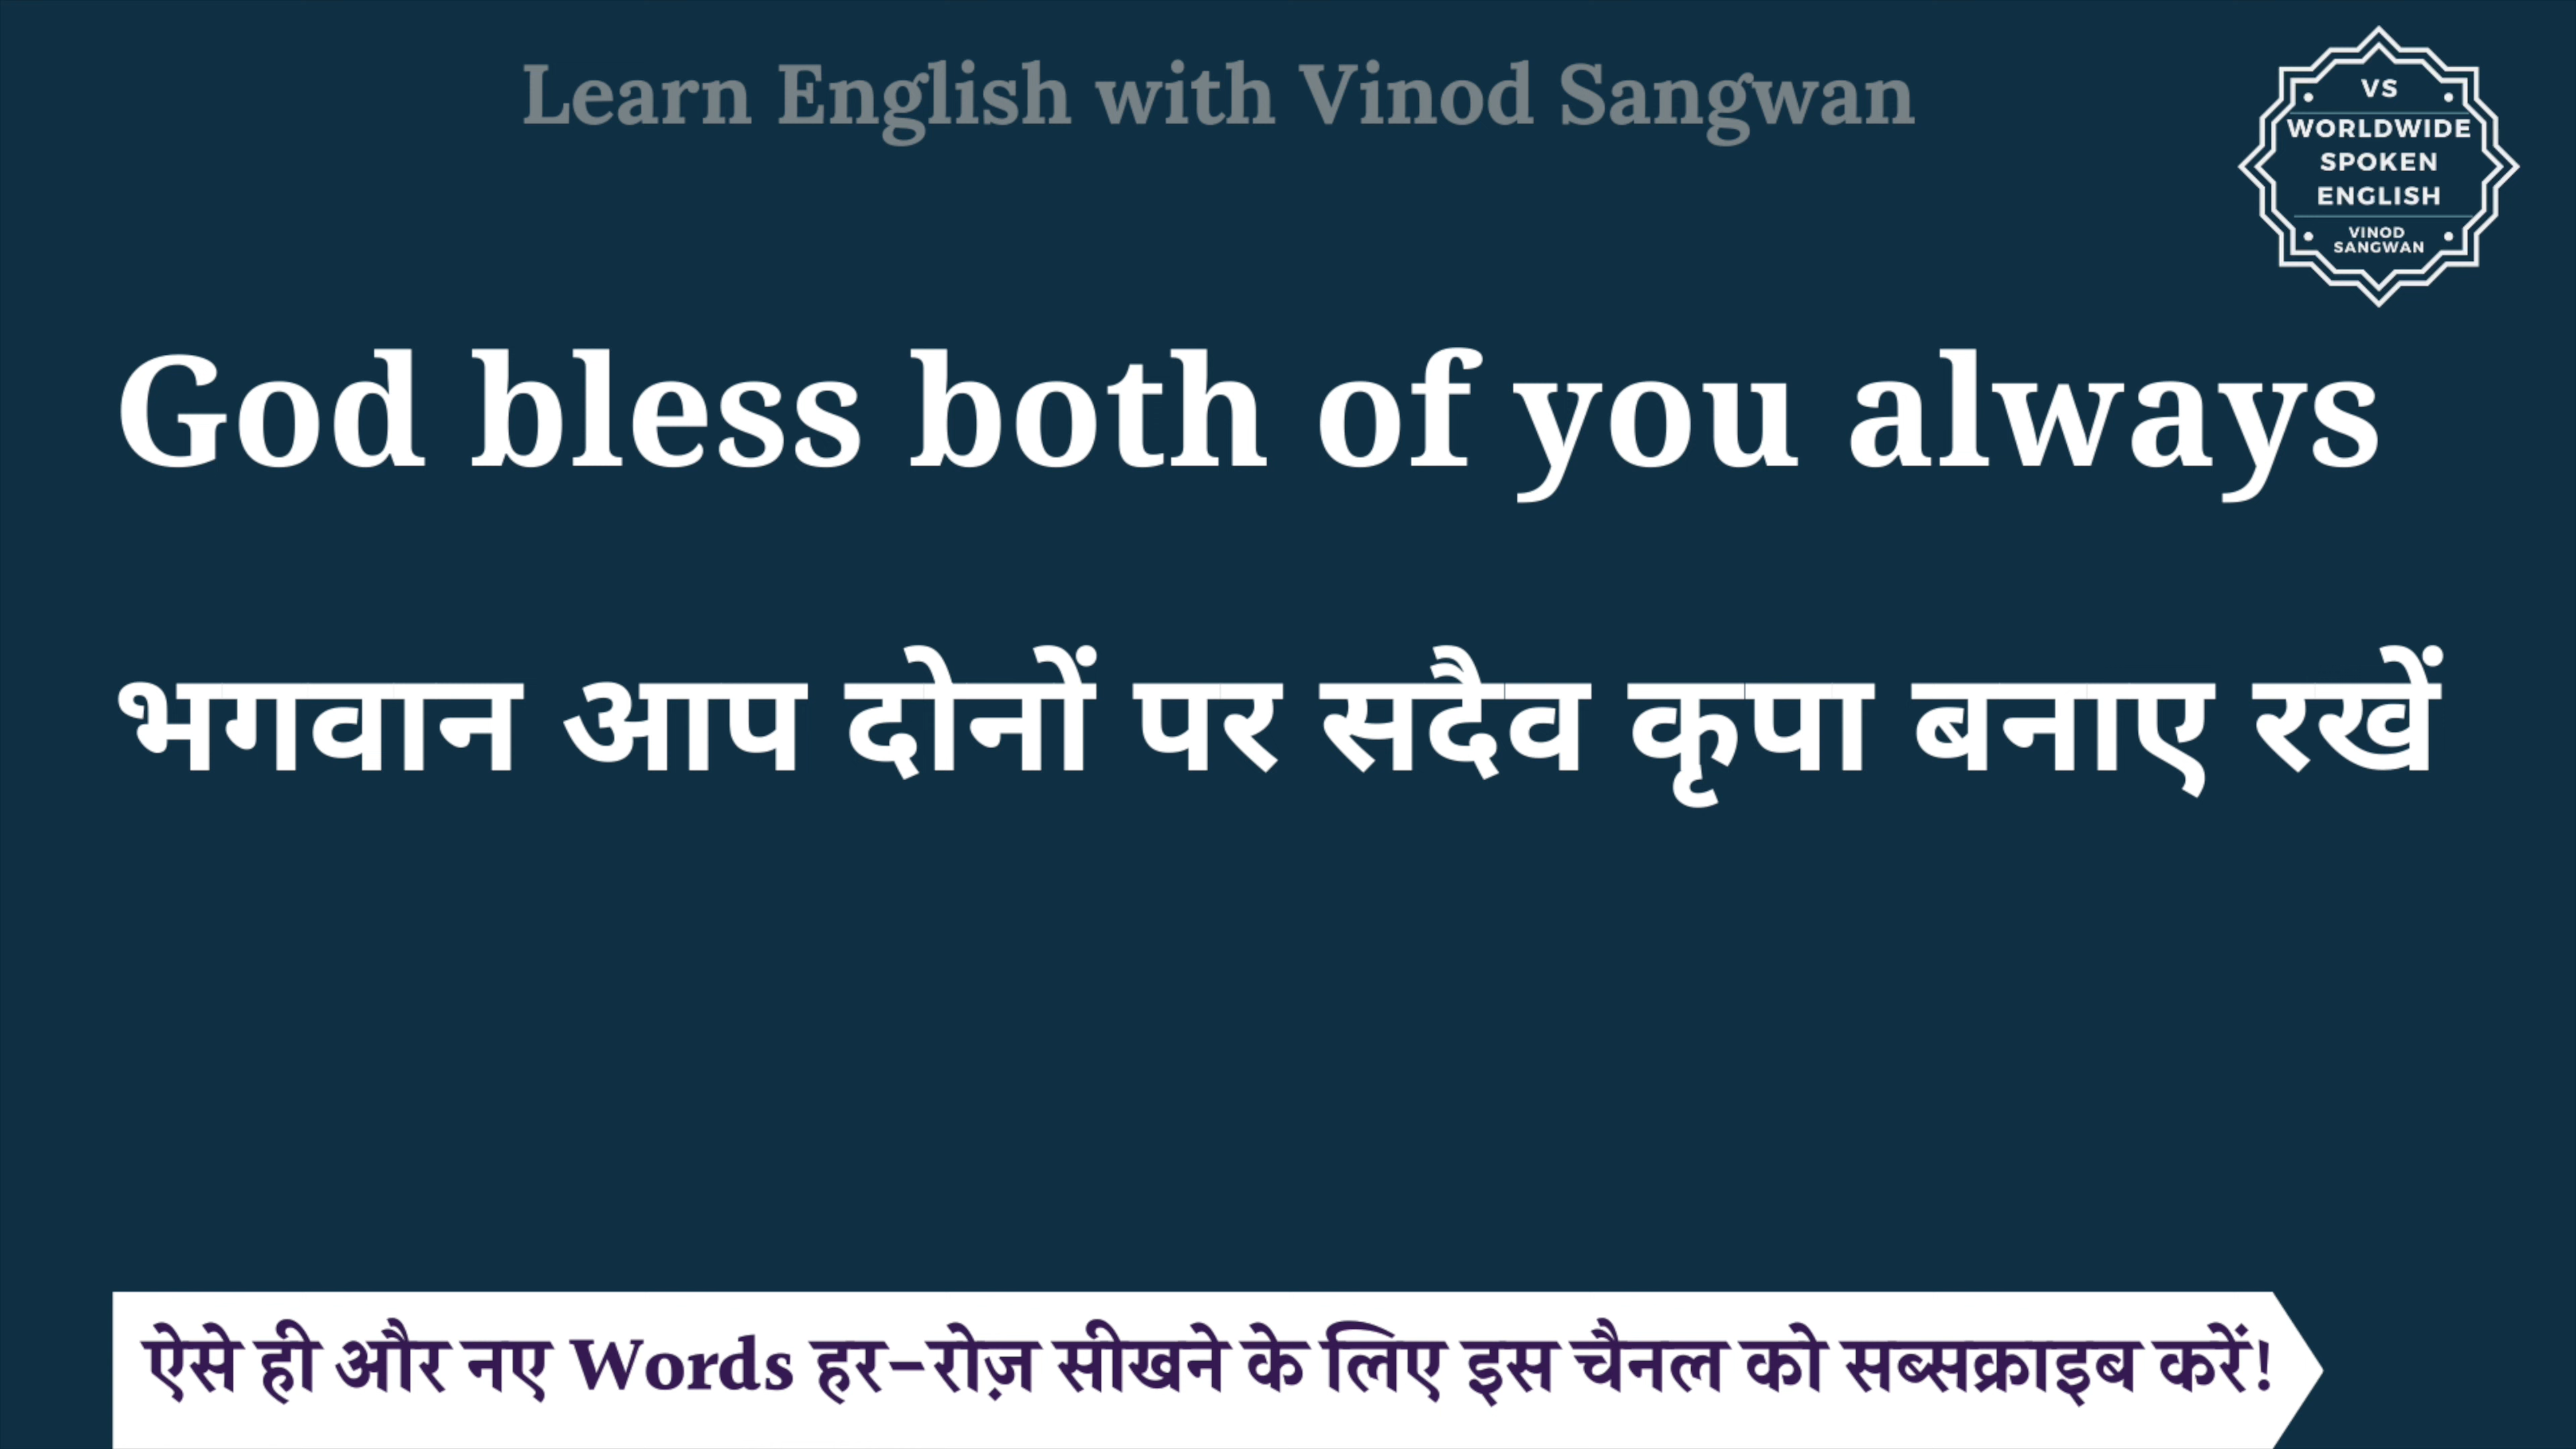 Learn English with Vinod Sangwan
VS
WORLDWIDE
SPOKEN
ENGLISH
VINOD
SANGWAN
God bless both of you always
भगवान आप दोनों पर सदैव कृपा बनाए रखें
ऐसे ही और नए Words हर-रोज़ सीखने के लिए इस चैनल को सब्सक्राइब करें!